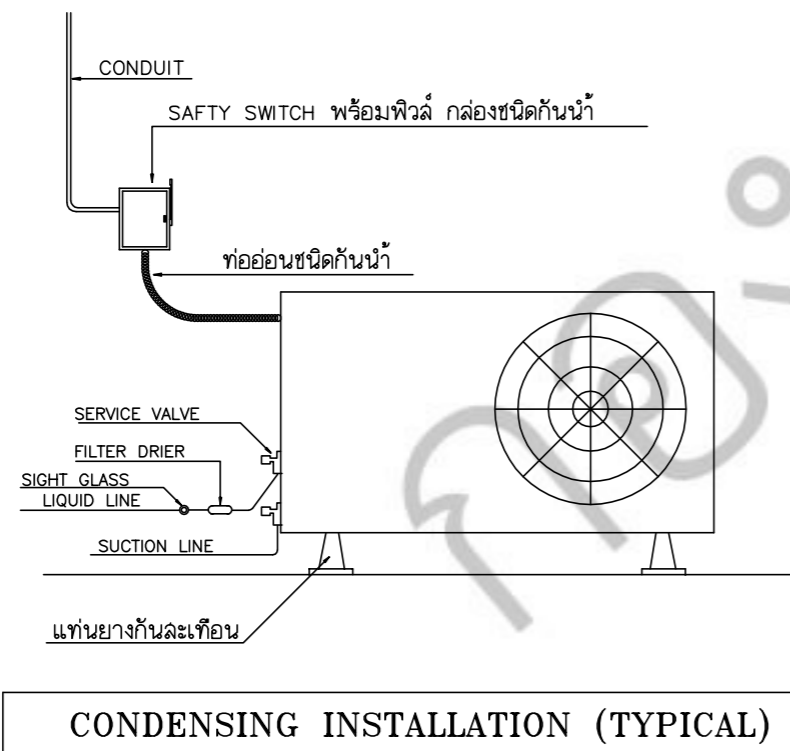 CONDUIT
SAFTY SWITCH พร้อมฟิวส์ กล่องชนิดกันน้ำ
ท่ออ่อนชนิดกันน้ำ
SERVICE VALVE
FILTER DRIER
SIGHT GLASS
LIQUID LINE
SUCTION LINE
แท่นยางกันสะเทือน
CONDENSING INSTALLATION (TYPICAL)